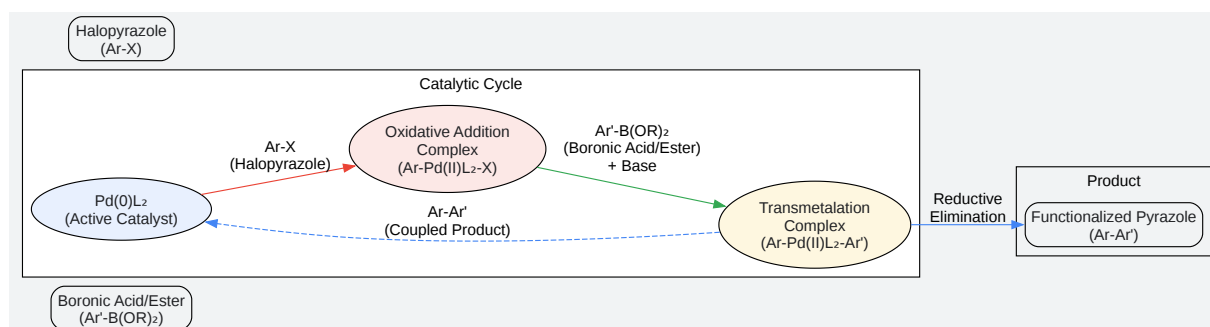 Halopyrazole
(Ar-X)
Catalytic Cycle
Ar-X
(Halopyrazole)
Oxidative Addition
Complex
(Ar-Pd(II)L₂-X)
Ar'-B(OR)₂
(Boronic Acid/Ester)
+ Base
Pd(0)L₂
(Active Catalyst)
Ar-Ar'
(Coupled Product)
Transmetalation
Complex
(Ar-Pd(II)L₂-Ar')
Reductive
Elimination
Product
Functionalized Pyrazole
(Ar-Ar')
Boronic Acid/Ester
(Ar'-B(OR)₂)